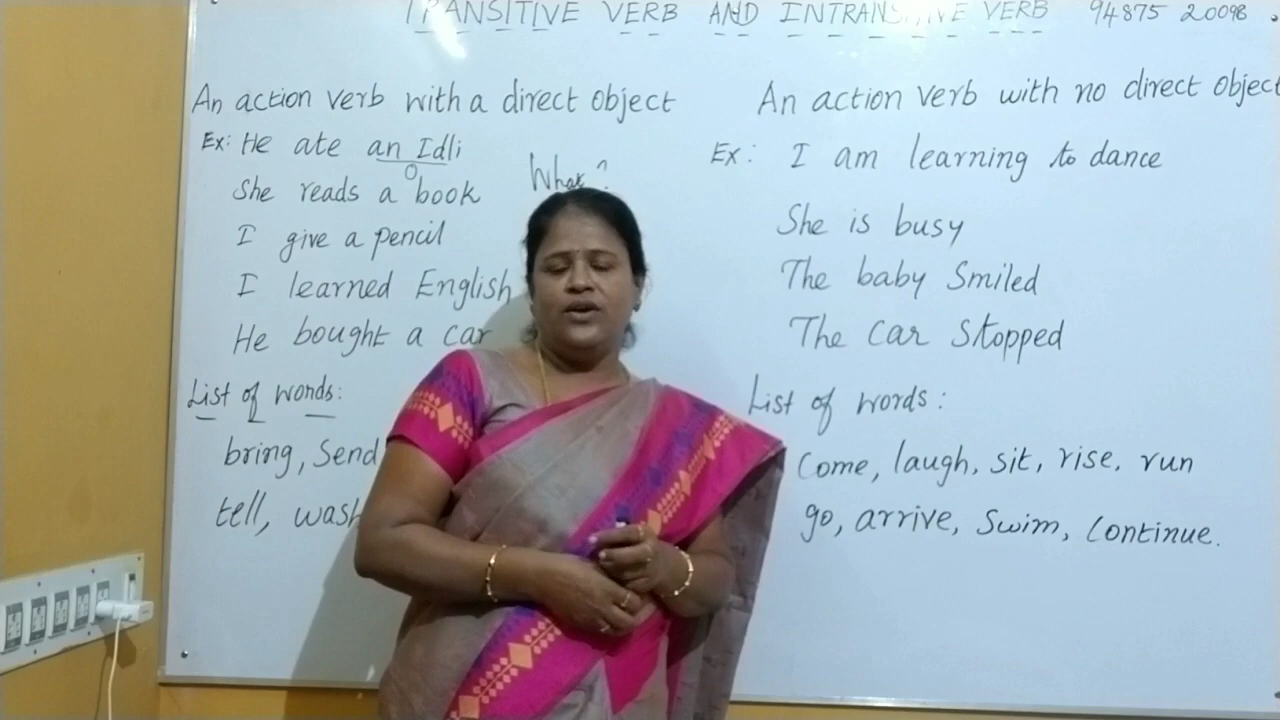 TRANSITIVE VERB AND INTRANSITIVE VERB 94875 20098
An action verb with a direct object
Ex: He ate an Idli
O
She reads a book
What?
I give a pencil
I learned English
He bought a car
List of words:
bring, Send
tell, wash
An action verb with no direct object
Ex: I am learning to dance
She is busy
The baby Smiled
The car Stopped
List of words:
Come, laugh, sit, rise, run
go, arrive, Swim, Continue.